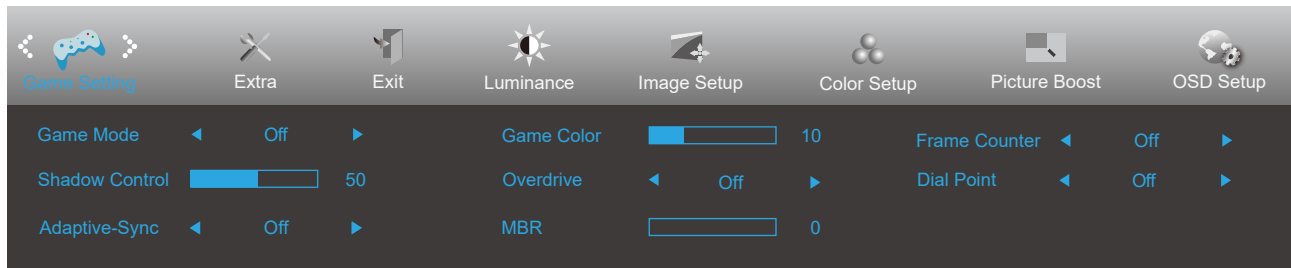 Game Setting Extra Exit Luminance Image Setup Color Setup Picture Boost OSD Setup
Game Mode Off Game Color 10 Frame Counter Off
Shadow Control 50 Overdrive Off Dial Point Off
Adaptive-Sync Off MBR 0